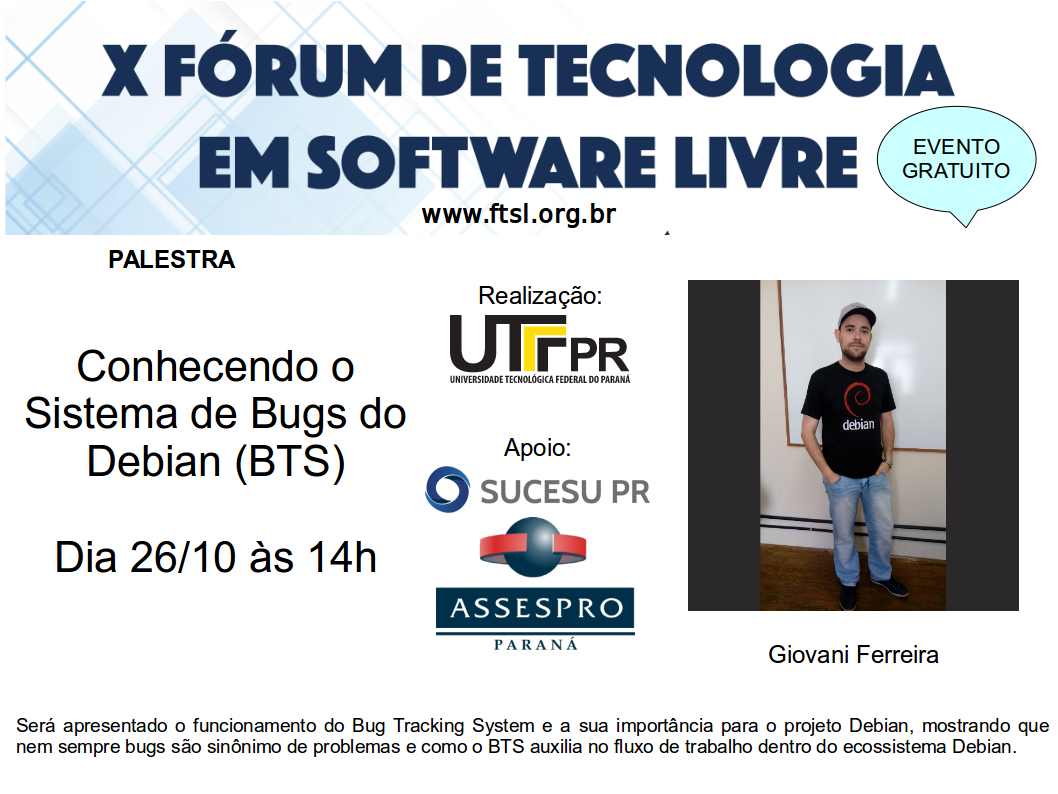 X FÓRUM DE TECNOLOGIA
EM SOFTWARE LIVRE
www.ftsl.org.br
EVENTO
GRATUITO
PALESTRA
Conhecendo o
Sistema de Bugs do
Debian (BTS)
Dia 26/10 às 14h
Realização:
UTFPR
UNIVERSIDADE TECNOLÓGICA FEDERAL DO PARANÁ
Apoio:
SUCESU PR
ASSESPRO
PARANÁ
debian
Giovani Ferreira
Será apresentado o funcionamento do Bug Tracking System e a sua importância para o projeto Debian, mostrando que
nem sempre bugs são sinônimo de problemas e como o BTS auxilia no fluxo de trabalho dentro do ecossistema Debian.